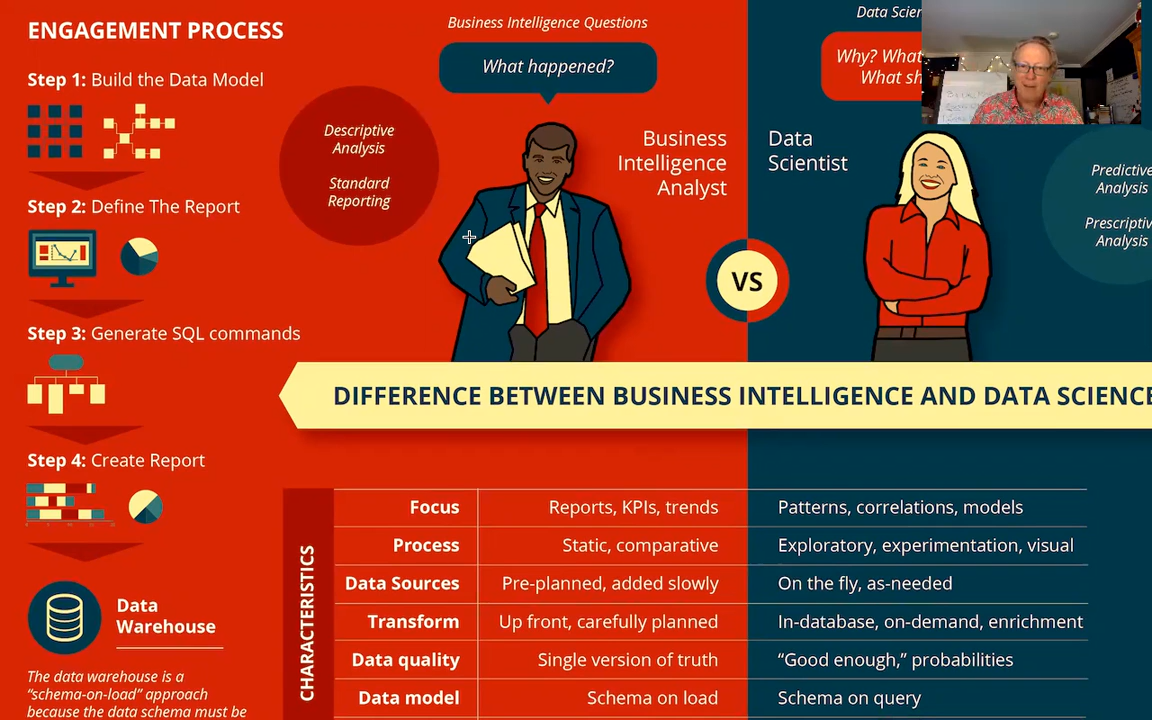 ENGAGEMENT PROCESS
Step 1: Build the Data Model
Step 2: Define The Report
Step 3: Generate SQL commands
Step 4: Create Report
Data
Warehouse
The data warehouse is a
“schema-on-load” approach
because the data schema must be
Business Intelligence Questions
What happened?
Descriptive
Analysis
Standard
Reporting
Business
Intelligence
Analyst
VS
Data
Scientist
Data
Why? What
What
Predictive
Analysis
Analysis
DIFFERENCE BETWEEN BUSINESS INTELLIGENCE AND DATA SCIENCE
CHARACTERISTICS
Focus Reports, KPIs, trends Patterns, correlations, models
Process Static, comparative Exploratory, experimentation, visual
Data Sources Pre-planned, added slowly On the fly, as-needed
Transform Up front, carefully planned In-database, on-demand, enrichment
Data quality Single version of truth “Good enough,” probabilities
Data model Schema on load Schema on query